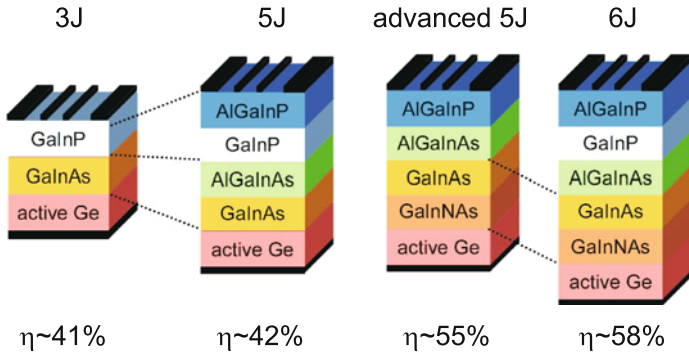 3J
5J
advanced 5J
6J
GaInP
GaInAs
active Ge
AlGaInP
GaInP
AlGaInAs
GaInAs
active Ge
AlGaInP
AlGaInAs
GaInAs
GaInNAs
active Ge
AlGaInP
GaInP
AlGaInAs
GaInAs
GaInNAs
active Ge
η~41%
η~42%
η~55%
η~58%